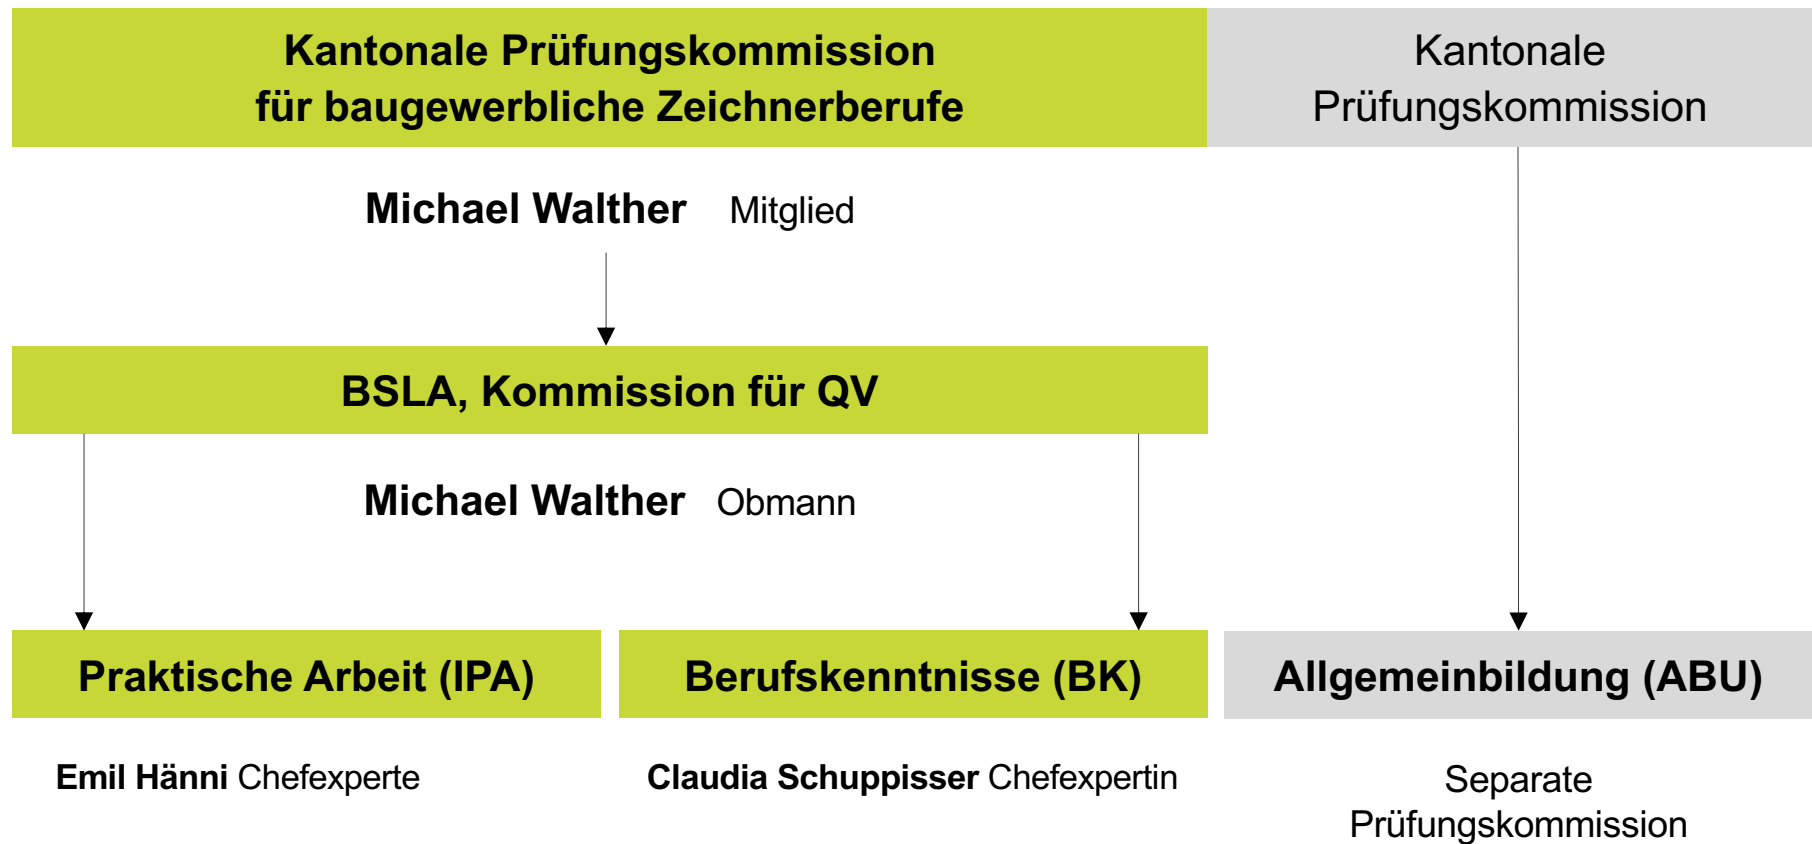 Kantonale Prüfungskommission
für baugewerbliche Zeichnerberufe
Kantonale
Prüfungskommission
Michael Walther Mitglied
BSLA, Kommission für QV
Michael Walther Obmann
Praktische Arbeit (IPA)
Berufskenntnisse (BK)
Allgemeinbildung (ABU)
Emil Hänni Chefexperte
Claudia Schuppisser Chefexpertin
Separate
Prüfungskommission